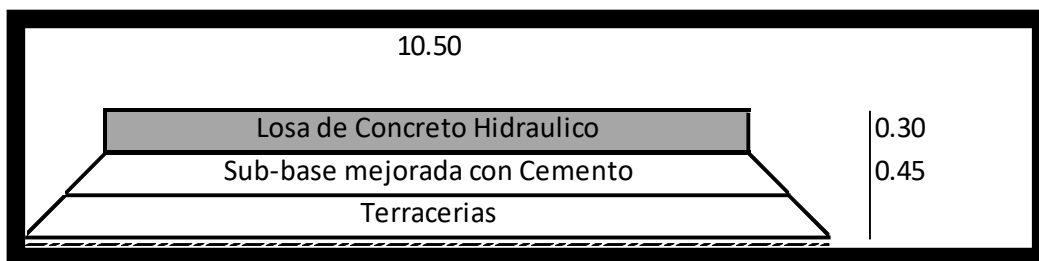 10.50
Losa de Concreto Hidraulico
0.30
Sub-base mejorada con Cemento
0.45
Terracerias